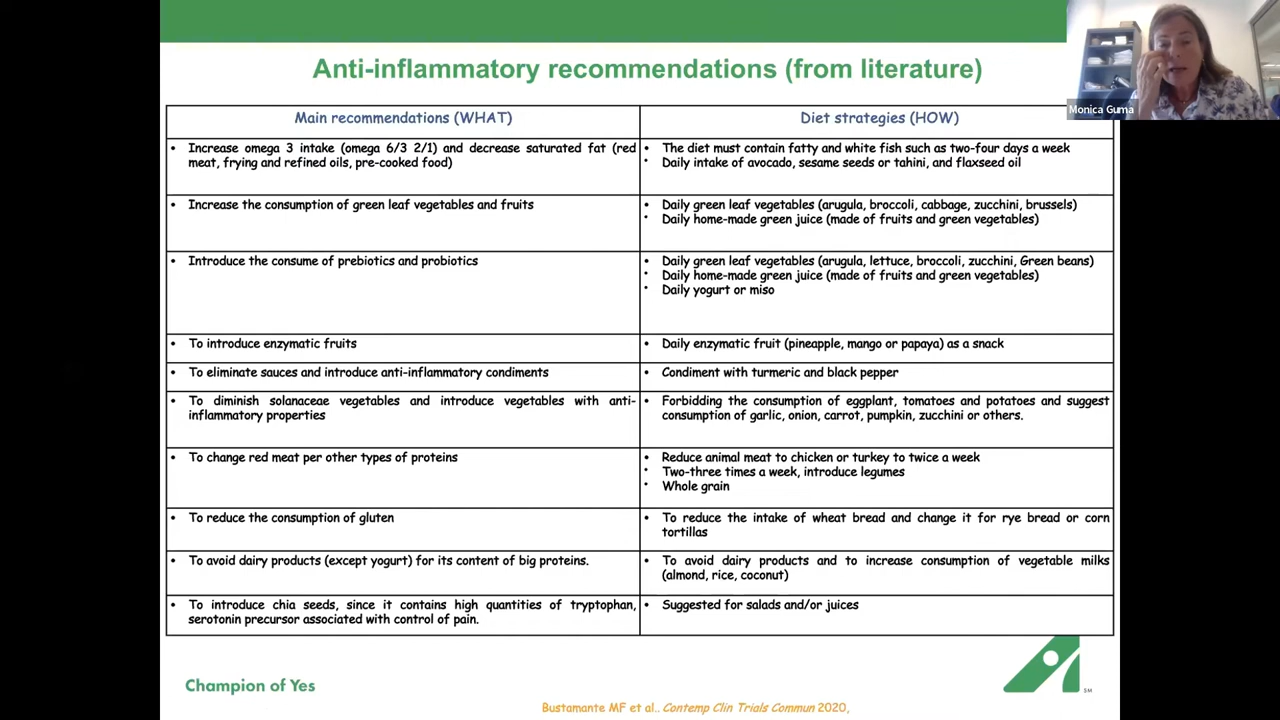 Anti-inflammatory recommendations (from literature)
Monica Guma
Main recommendations (WHAT)
Diet strategies (HOW)
• Increase omega 3 intake (omega 6/3 2/1) and decrease saturated fat (red
meat, frying and refined oils, pre-cooked food)
• The diet must contain fatty and white fish such as two-four days a week
• Daily intake of avocado, sesame seeds or tahini, and flaxseed oil
• Increase the consumption of green leaf vegetables and fruits
• Daily green leaf vegetables (arugula, broccoli, cabbage, zucchini, brussels)
• Daily home-made green juice (made of fruits and green vegetables)
• Introduce the consume of prebiotics and probiotics
• Daily green leaf vegetables (arugula, lettuce, broccoli, zucchini, Green beans)
• Daily home-made green juice (made of fruits and green vegetables)
• Daily yogurt or miso
• To introduce enzymatic fruits
• Daily enzymatic fruit (pineapple, mango or papaya) as a snack
• To eliminate sauces and introduce anti-inflammatory condiments
• Condiment with turmeric and black pepper
• To diminish solanaceae vegetables and introduce vegetables with anti-
inflammatory properties
• Forbidding the consumption of eggplant, tomatoes and potatoes and suggest
consumption of garlic, onion, carrot, pumpkin, zucchini or others.
• To change red meat per other types of proteins
• Reduce animal meat to chicken or turkey to twice a week
• Two-three times a week, introduce legumes
• Whole grain
• To reduce the consumption of gluten
• To reduce the intake of wheat bread and change it for rye bread or corn
tortillas
• To avoid dairy products (except yogurt) for its content of big proteins.
• To avoid dairy products and to increase consumption of vegetable milks
(almond, rice, coconut)
• To introduce chia seeds, since it contains high quantities of tryptophan,
serotonin precursor associated with control of pain.
• Suggested for salads and/or juices
Champion of Yes
SM
Bustamante MF et al.. Contemp Clin Trials Commun 2020,